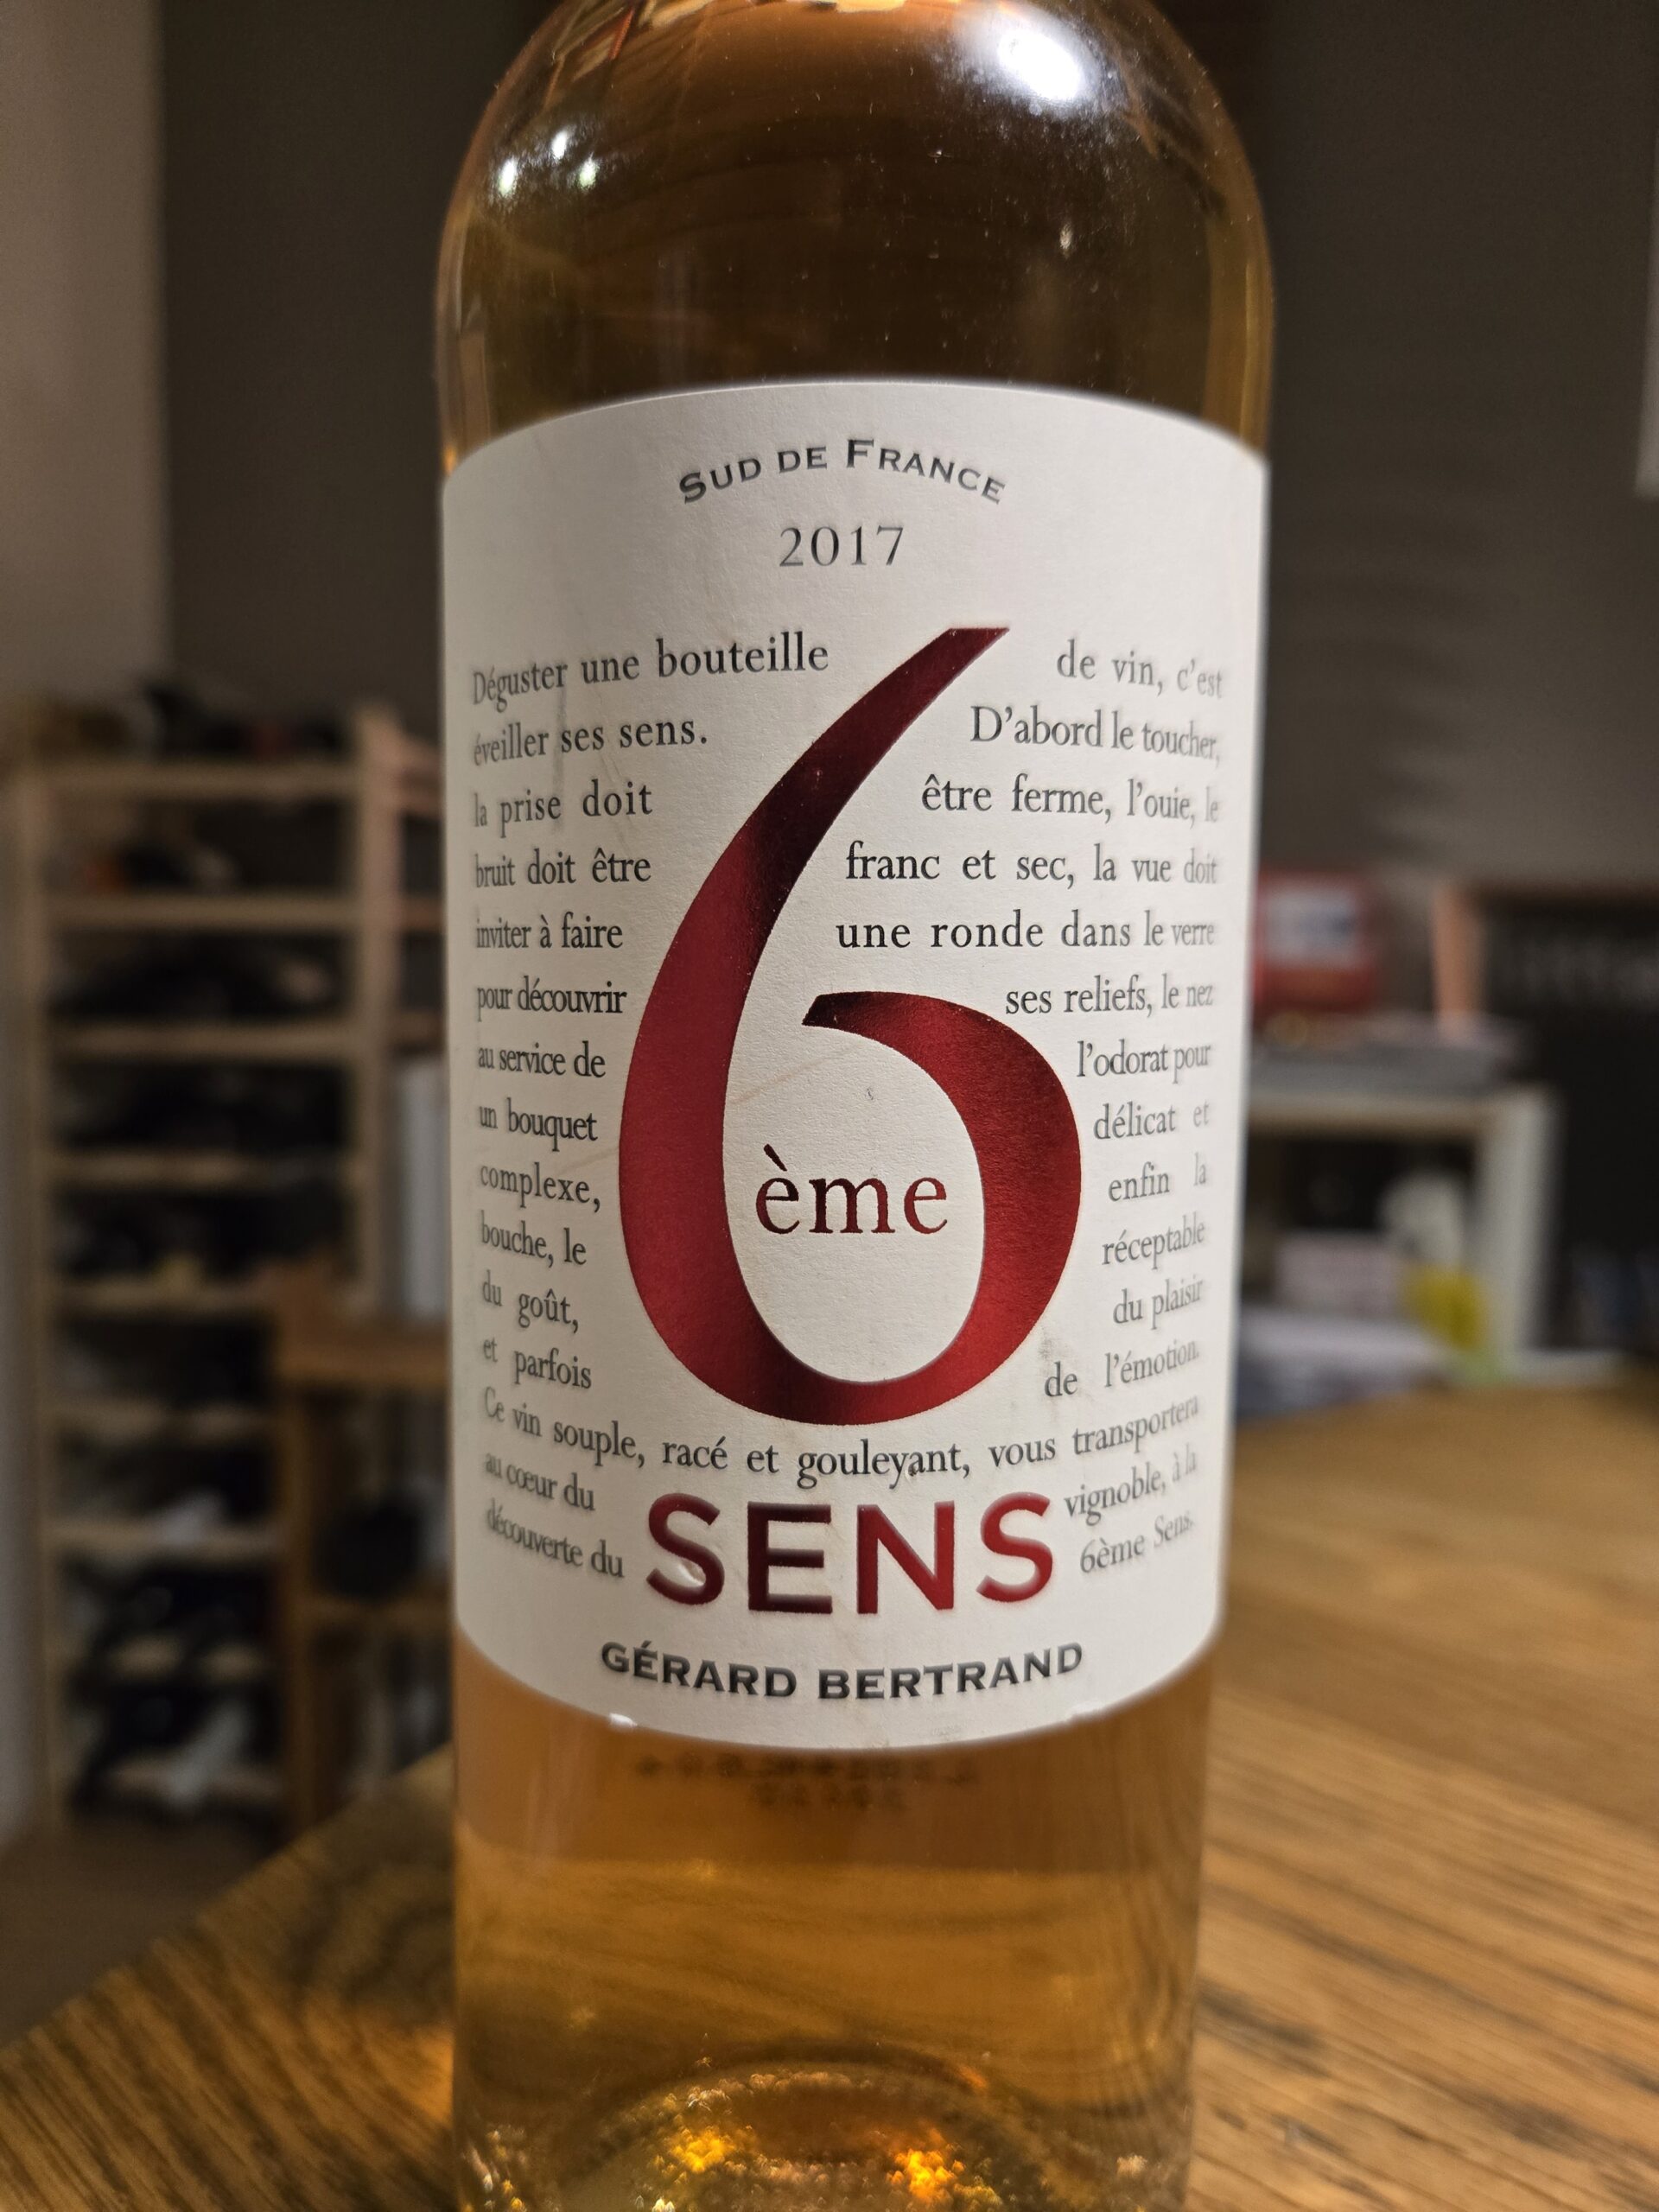 SUD DE FRANCE
2017
Déguster une bouteille de vin, c'est
éveiller ses sens. D'abord le toucher,
la prise doit être ferme, l'ouie, le
bruit doit être franc et sec, la vue doit
inviter à faire une ronde dans le verre
pour découvrir ses reliefs, le nez
au service de l'odorat pour
un bouquet délicat et
complexe, enfin la
bouche, le réceptable
du goût, du plaisir
et parfois de l'émotion.
Ce vin souple, racé et gouleyant, vous transportera
au cœur du vignoble, à la
découverte du 6ème Sens.
6
ème
SENS
GÉRARD BERTRAND